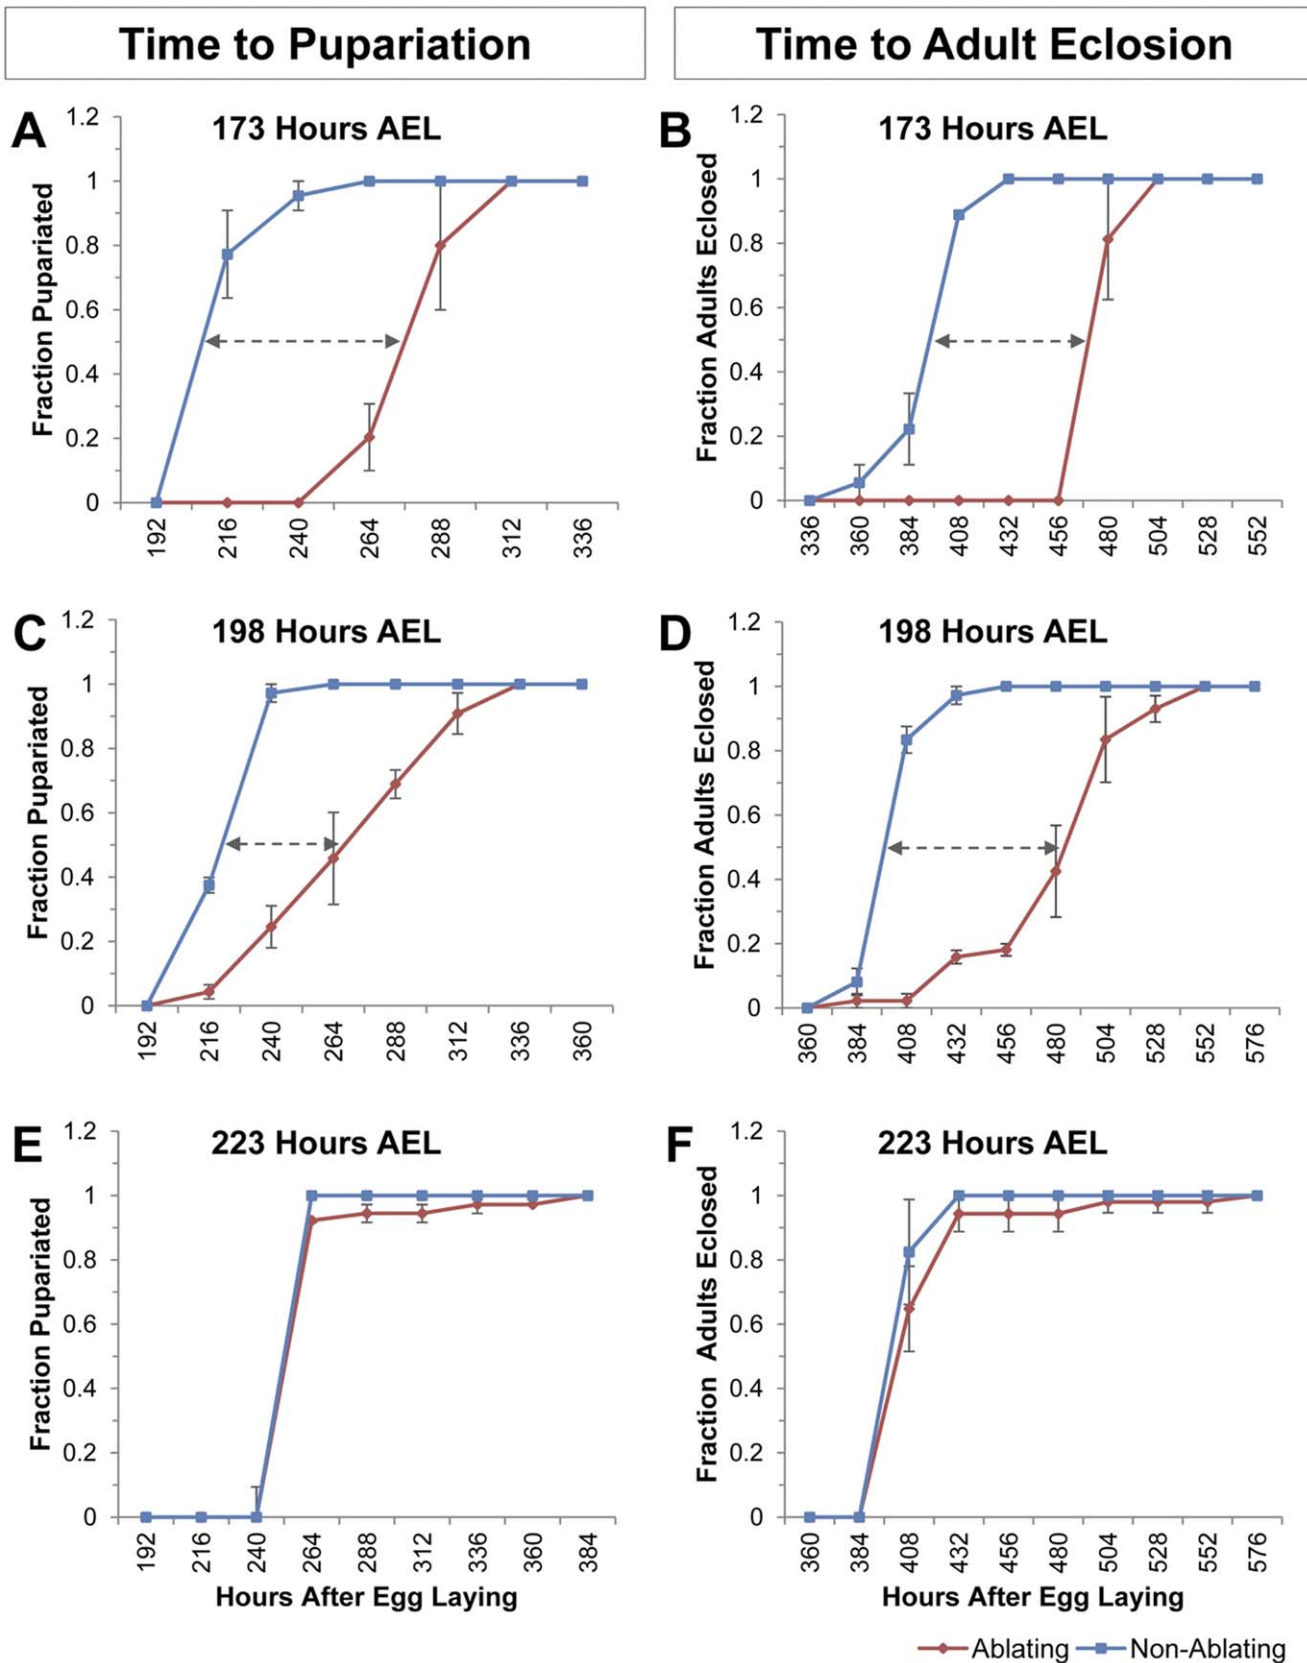 Time to Pupariation
Time to Adult Eclosion
A
173 Hours AEL
Fraction Pupariated
1.2
1
0.8
0.6
0.4
0.2
0
192 216 240 264 288 312 336
B
173 Hours AEL
Fraction Adults Eclosed
1.2
1
0.8
0.6
0.4
0.2
0
336 360 384 408 432 456 480 504 528 552
C
198 Hours AEL
Fraction Pupariated
1.2
1
0.8
0.6
0.4
0.2
0
192 216 240 264 288 312 336 360
D
198 Hours AEL
Fraction Adults Eclosed
1.2
1
0.8
0.6
0.4
0.2
0
360 384 408 432 456 480 504 528 552 576
E
223 Hours AEL
Fraction Pupariated
1.2
1
0.8
0.6
0.4
0.2
0
192 216 240 264 288 312 336 360 384
Hours After Egg Laying
F
223 Hours AEL
Fraction Adults Eclosed
1.2
1
0.8
0.6
0.4
0.2
0
360 384 408 432 456 480 504 528 552 576
Hours After Egg Laying
Ablating Non-Ablating